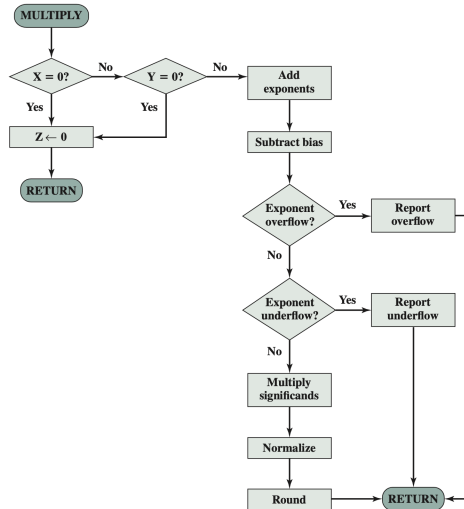 MULTIPLY
X = 0?
No
Y = 0?
No
Add
exponents
Yes
Yes
Z ← 0
Subtract bias
RETURN
Exponent
overflow?
Yes
Report
overflow
No
Exponent
underflow?
Yes
Report
underflow
No
Multiply
significands
Normalize
Round
RETURN